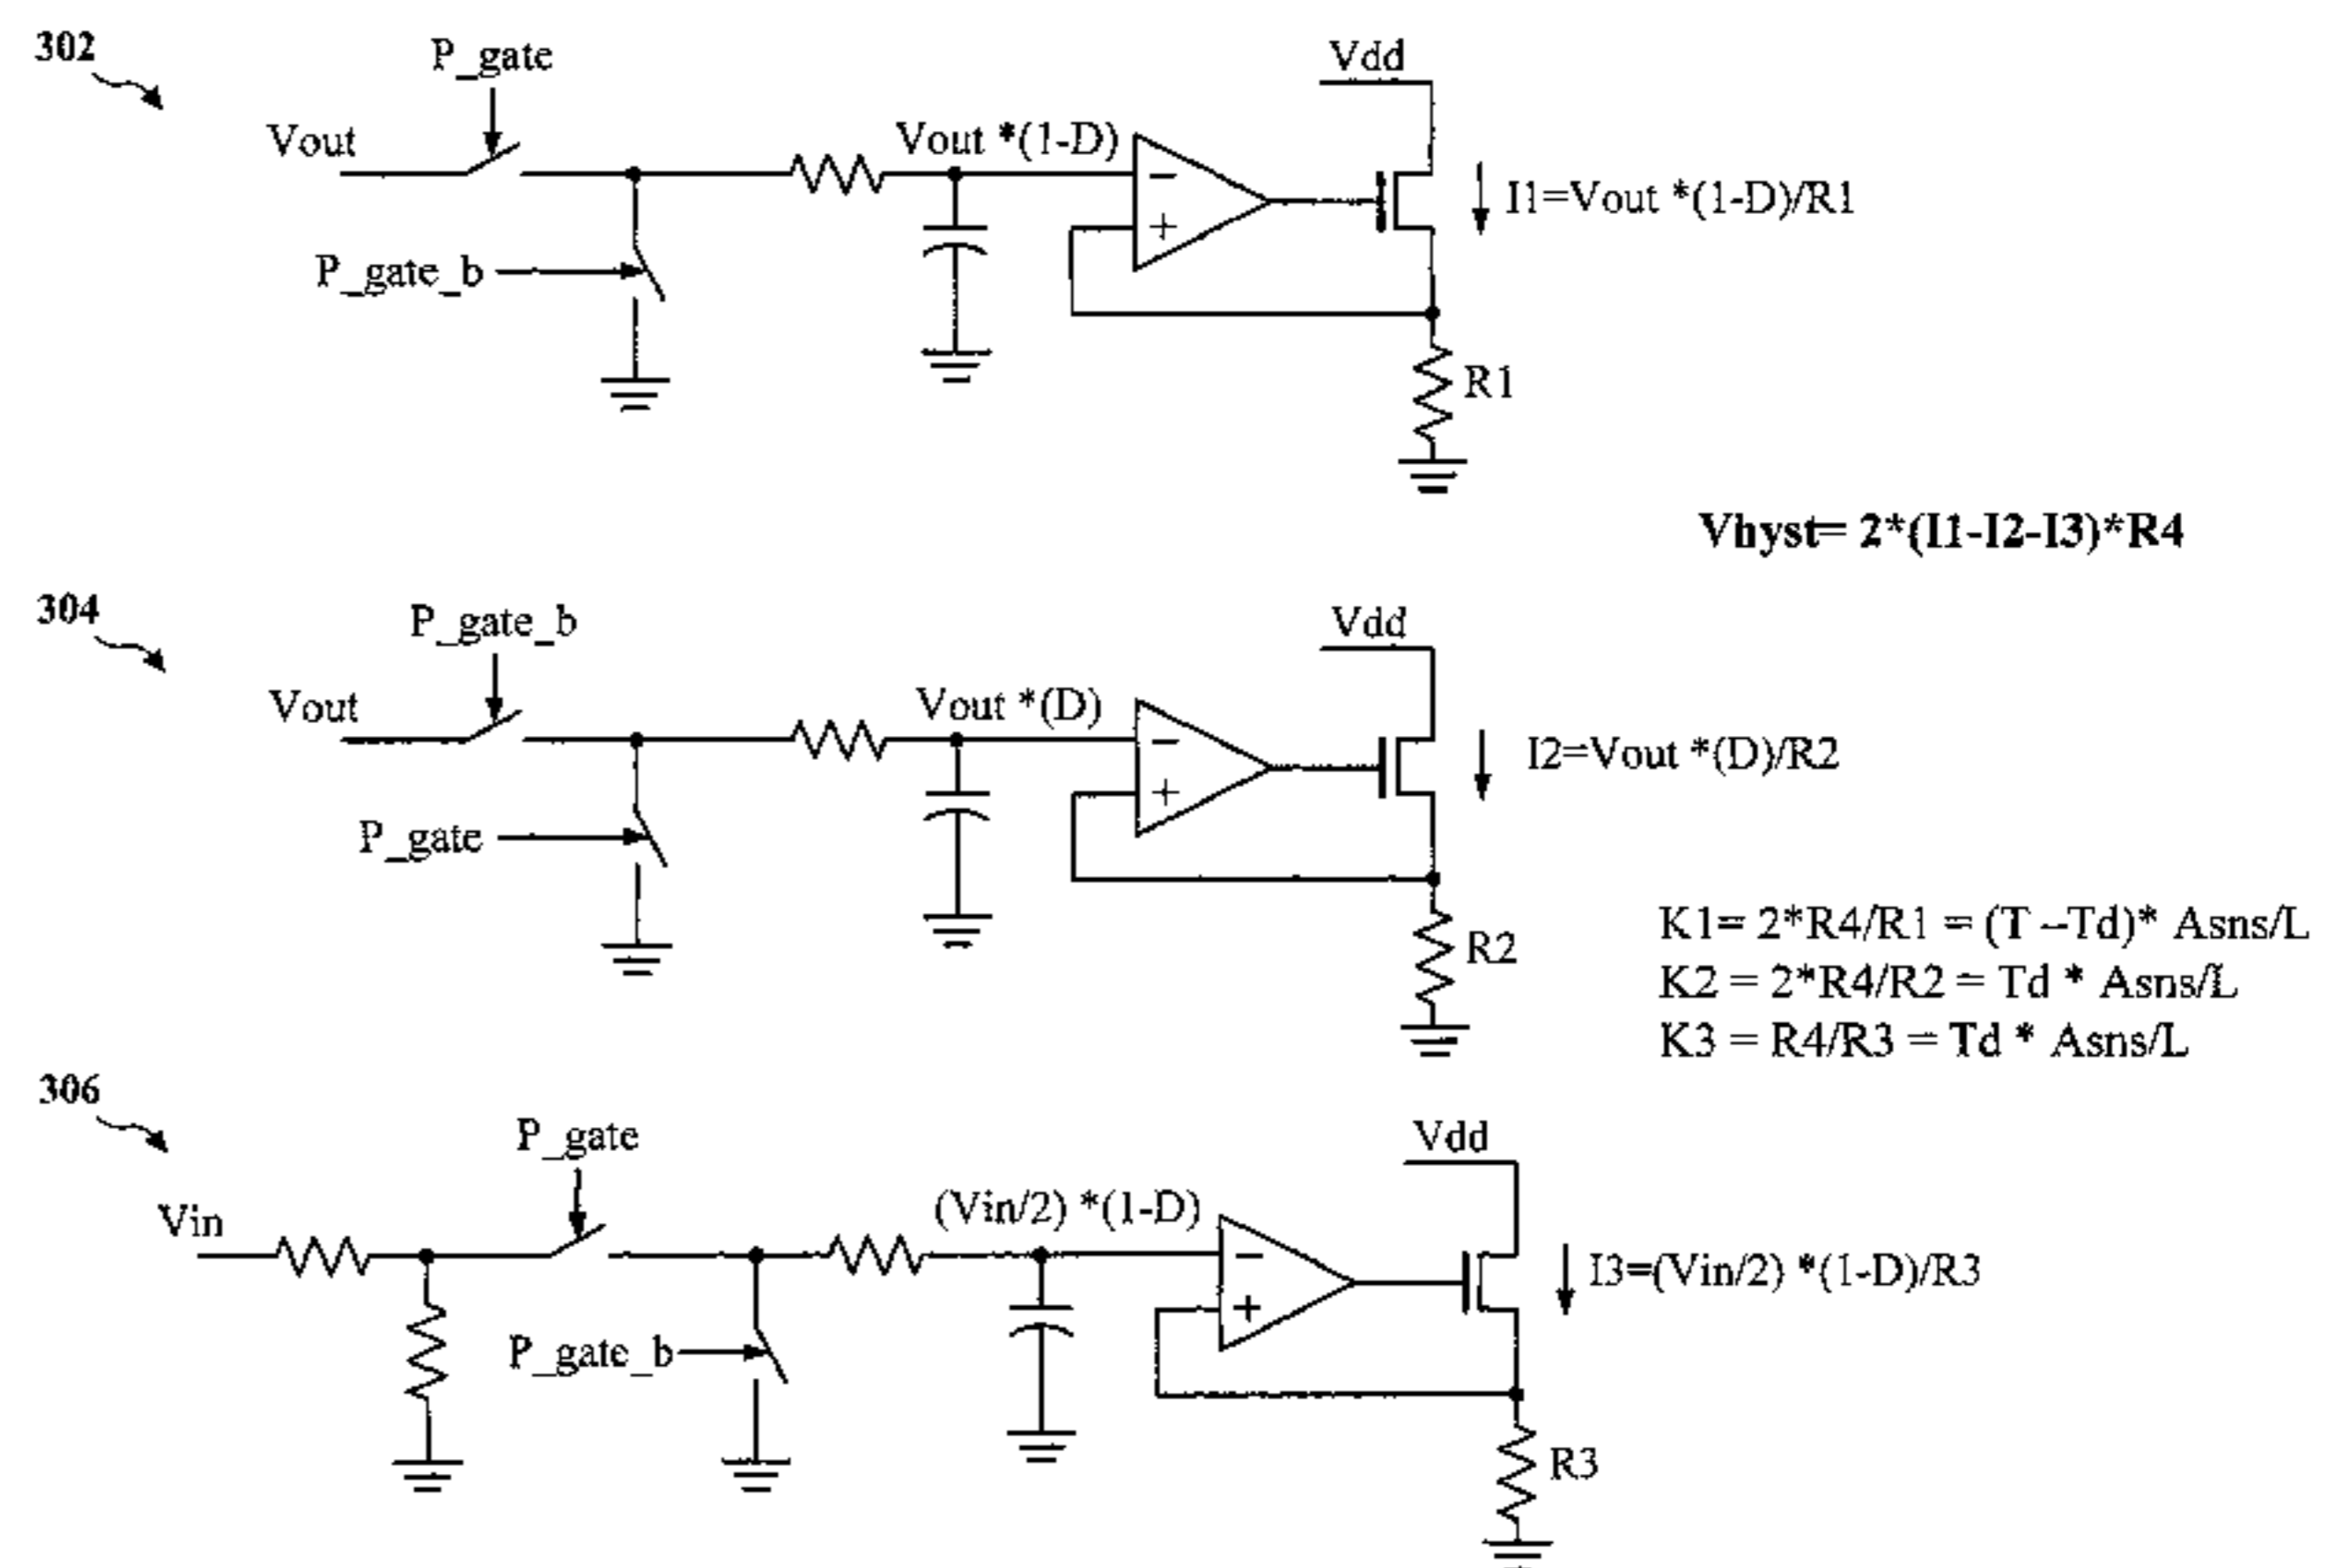 302
P_gate
Vdd
Vout
Vout *(1-D)
−
+
I1=Vout *(1-D)/R1
P_gate_b
R1
Vhyst= 2*(I1-I2-I3)*R4
304
P_gate_b
Vdd
Vout
Vout *(D)
−
+
I2=Vout *(D)/R2
P_gate
R2
K1= 2*R4/R1 = (T –Td)* Asns/L
K2 = 2*R4/R2 = Td * Asns/L
K3 = R4/R3 = Td * Asns/L
306
P_gate
Vdd
Vin
(Vin/2) *(1-D)
−
+
I3=(Vin/2) *(1-D)/R3
P_gate_b
R3